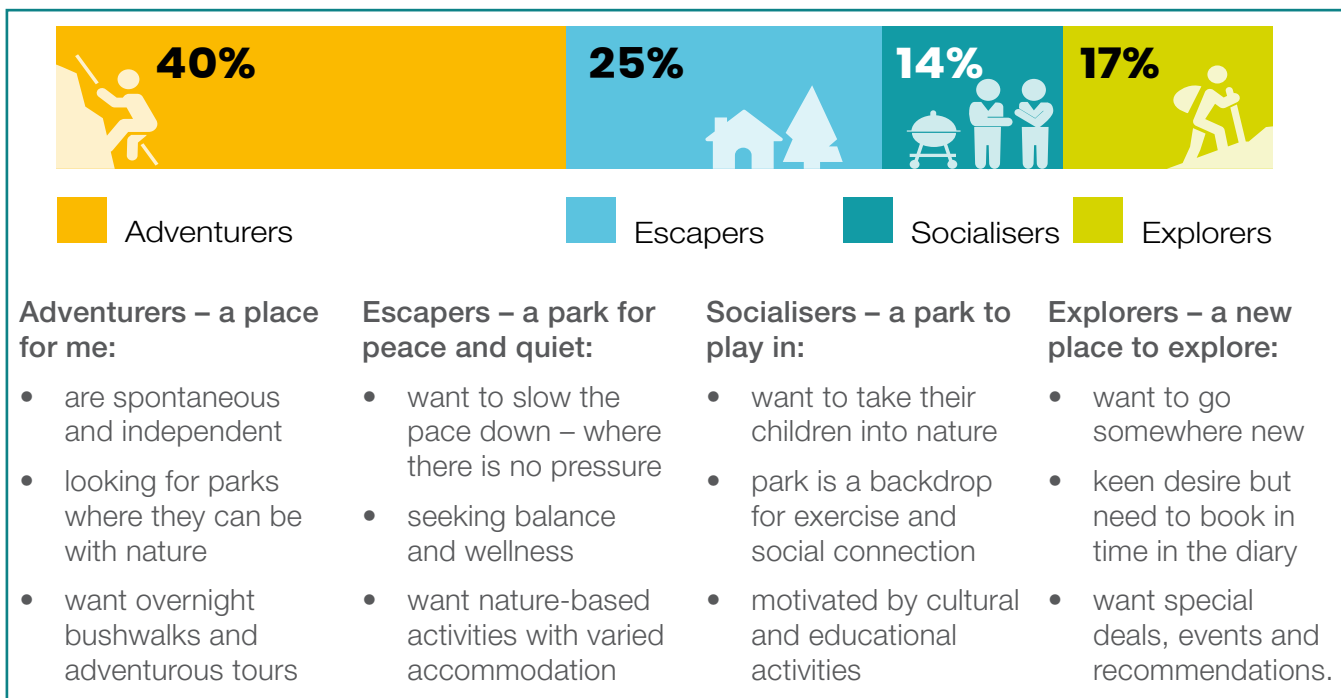 40%
25%
14%
17%
Adventurers
Escapers
Socialisers
Explorers
Adventurers – a place
for me:
• are spontaneous
and independent
• looking for parks
where they can be
with nature
• want overnight
bushwalks and
adventurous tours
Escapers – a park for
peace and quiet:
• want to slow the
pace down – where
there is no pressure
• seeking balance
and wellness
• want nature-based
activities with varied
accommodation
Socialisers – a park to
play in:
• want to take their
children into nature
• park is a backdrop
for exercise and
social connection
• motivated by cultural
and educational
activities
Explorers – a new
place to explore:
• want to go
somewhere new
• keen desire but
need to book in
time in the diary
• want special
deals, events and
recommendations.